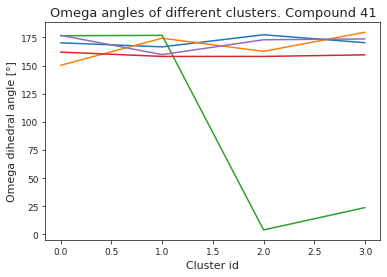 Omega angles of different clusters. Compound 41
Omega dihedral angle [°]
175
150
125
100
75
50
25
0
0.0 0.5 1.0 1.5 2.0 2.5 3.0
Cluster id